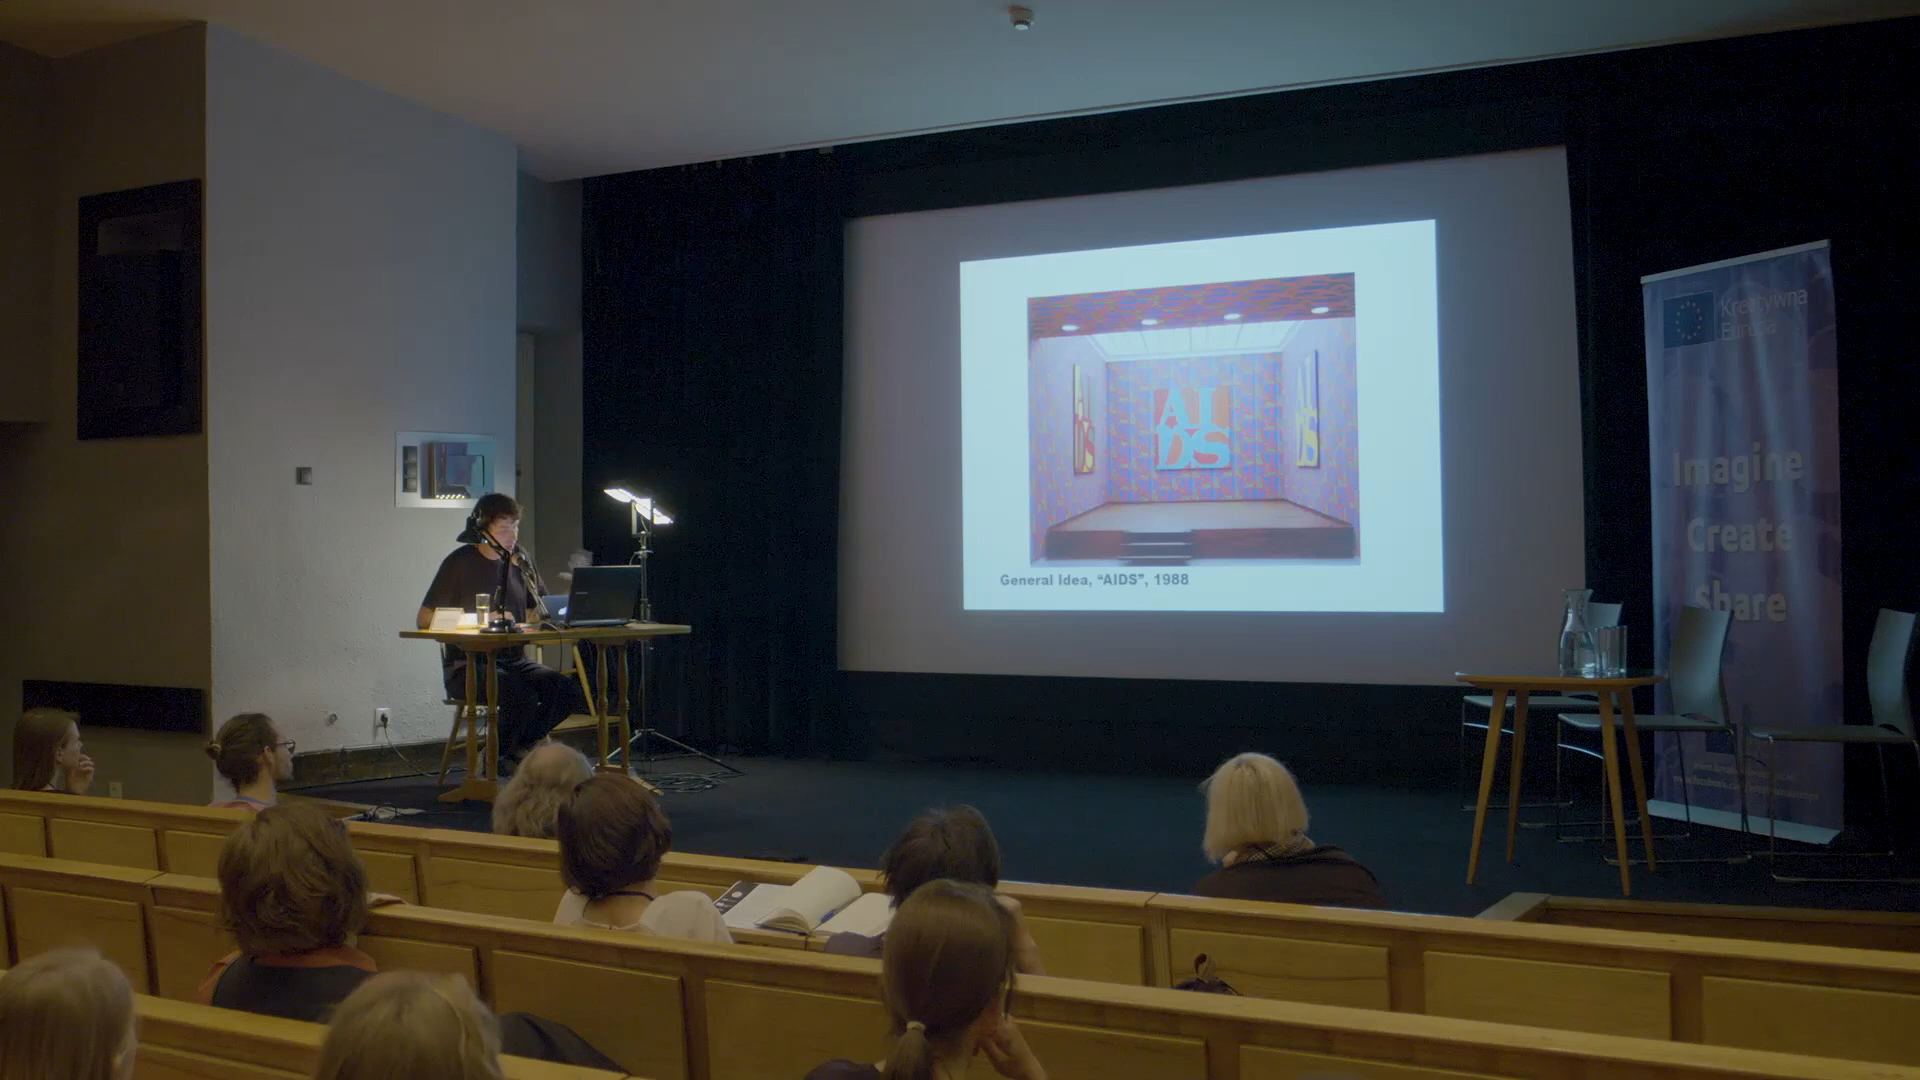 AI
DS
General Idea, “AIDS”, 1988
Kreatywna
Europa
Imagine
Create
share